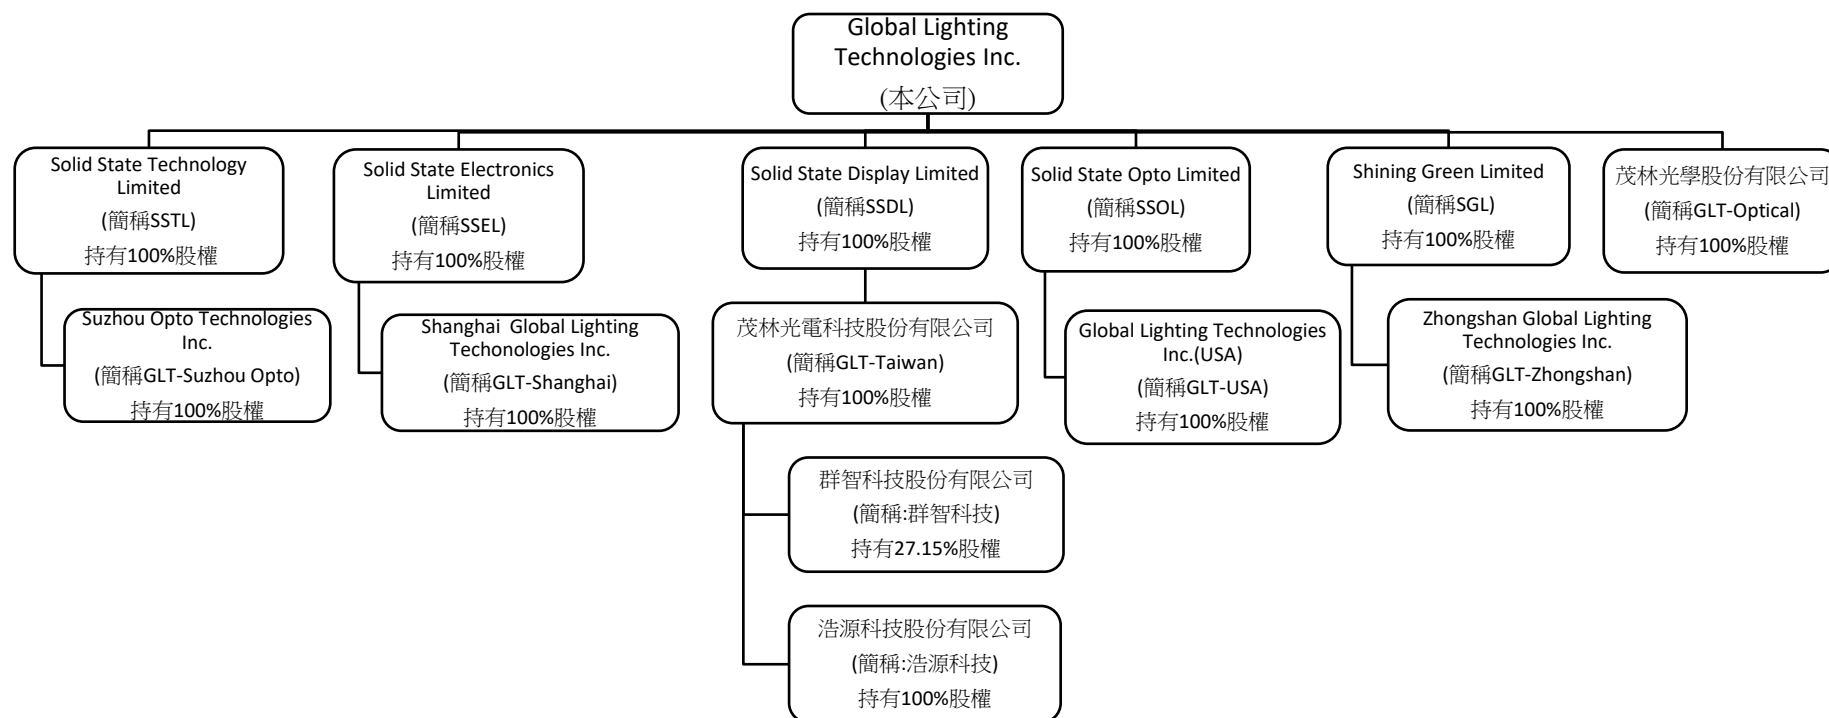 Global Lighting
Technologies Inc.
(本公司)
Solid State Technology
Limited
(簡稱SSTL)
持有100%股權
Solid State Electronics
Limited
(簡稱SSEL)
持有100%股權
Solid State Display Limited
(簡稱SSDL)
持有100%股權
Solid State Opto Limited
(簡稱SSOL)
持有100%股權
Shining Green Limited
(簡稱SGL)
持有100%股權
茂林光學股份有限公司
(簡稱GLT-Optical)
持有100%股權
Suzhou Opto Technologies
Inc.
(簡稱GLT-Suzhou Opto)
持有100%股權
Shanghai Global Lighting
Techonologies Inc.
(簡稱GLT-Shanghai)
持有100%股權
茂林光電科技股份有限公司
(簡稱GLT-Taiwan)
持有100%股權
Global Lighting Technologies
Inc.(USA)
(簡稱GLT-USA)
持有100%股權
Zhongshan Global Lighting
Technologies Inc.
(簡稱GLT-Zhongshan)
持有100%股權
群智科技股份有限公司
(簡稱:群智科技)
持有27.15%股權
浩源科技股份有限公司
(簡稱:浩源科技)
持有100%股權